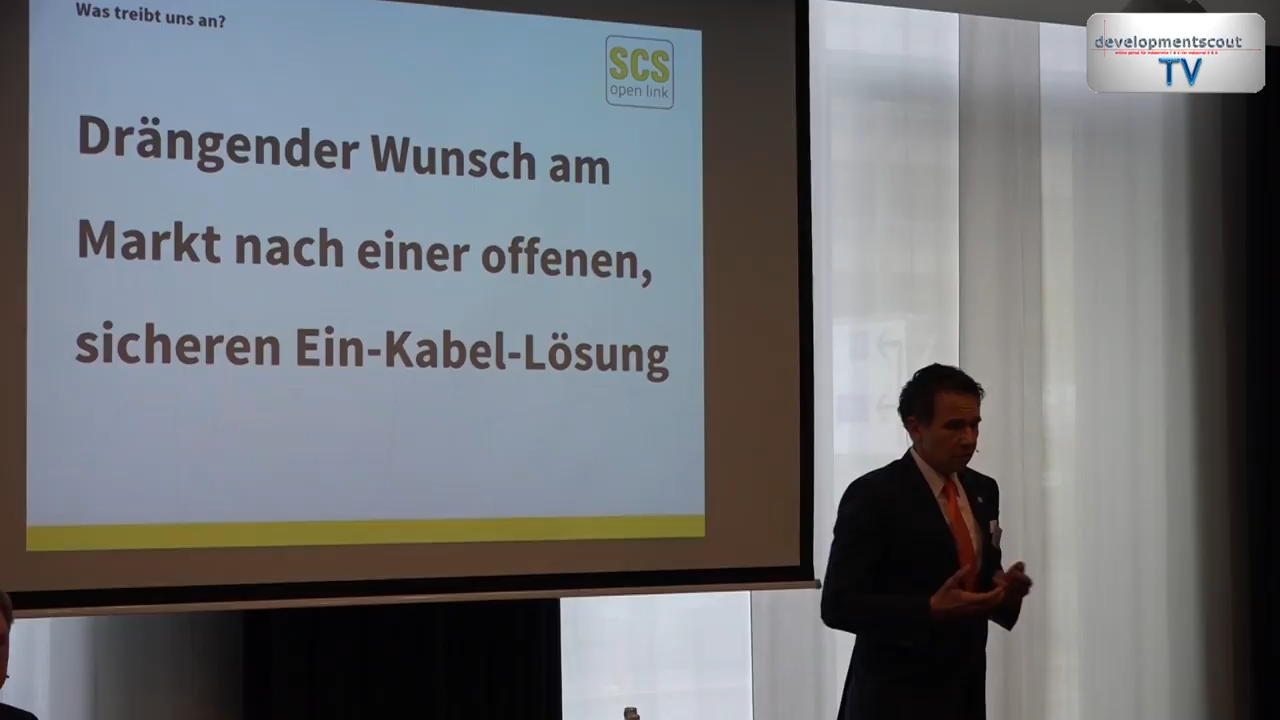 Was treibt uns an?
SCS
open link
Drängender Wunsch am
Markt nach einer offenen,
sicheren Ein-Kabel-Lösung
developmentscout
TV